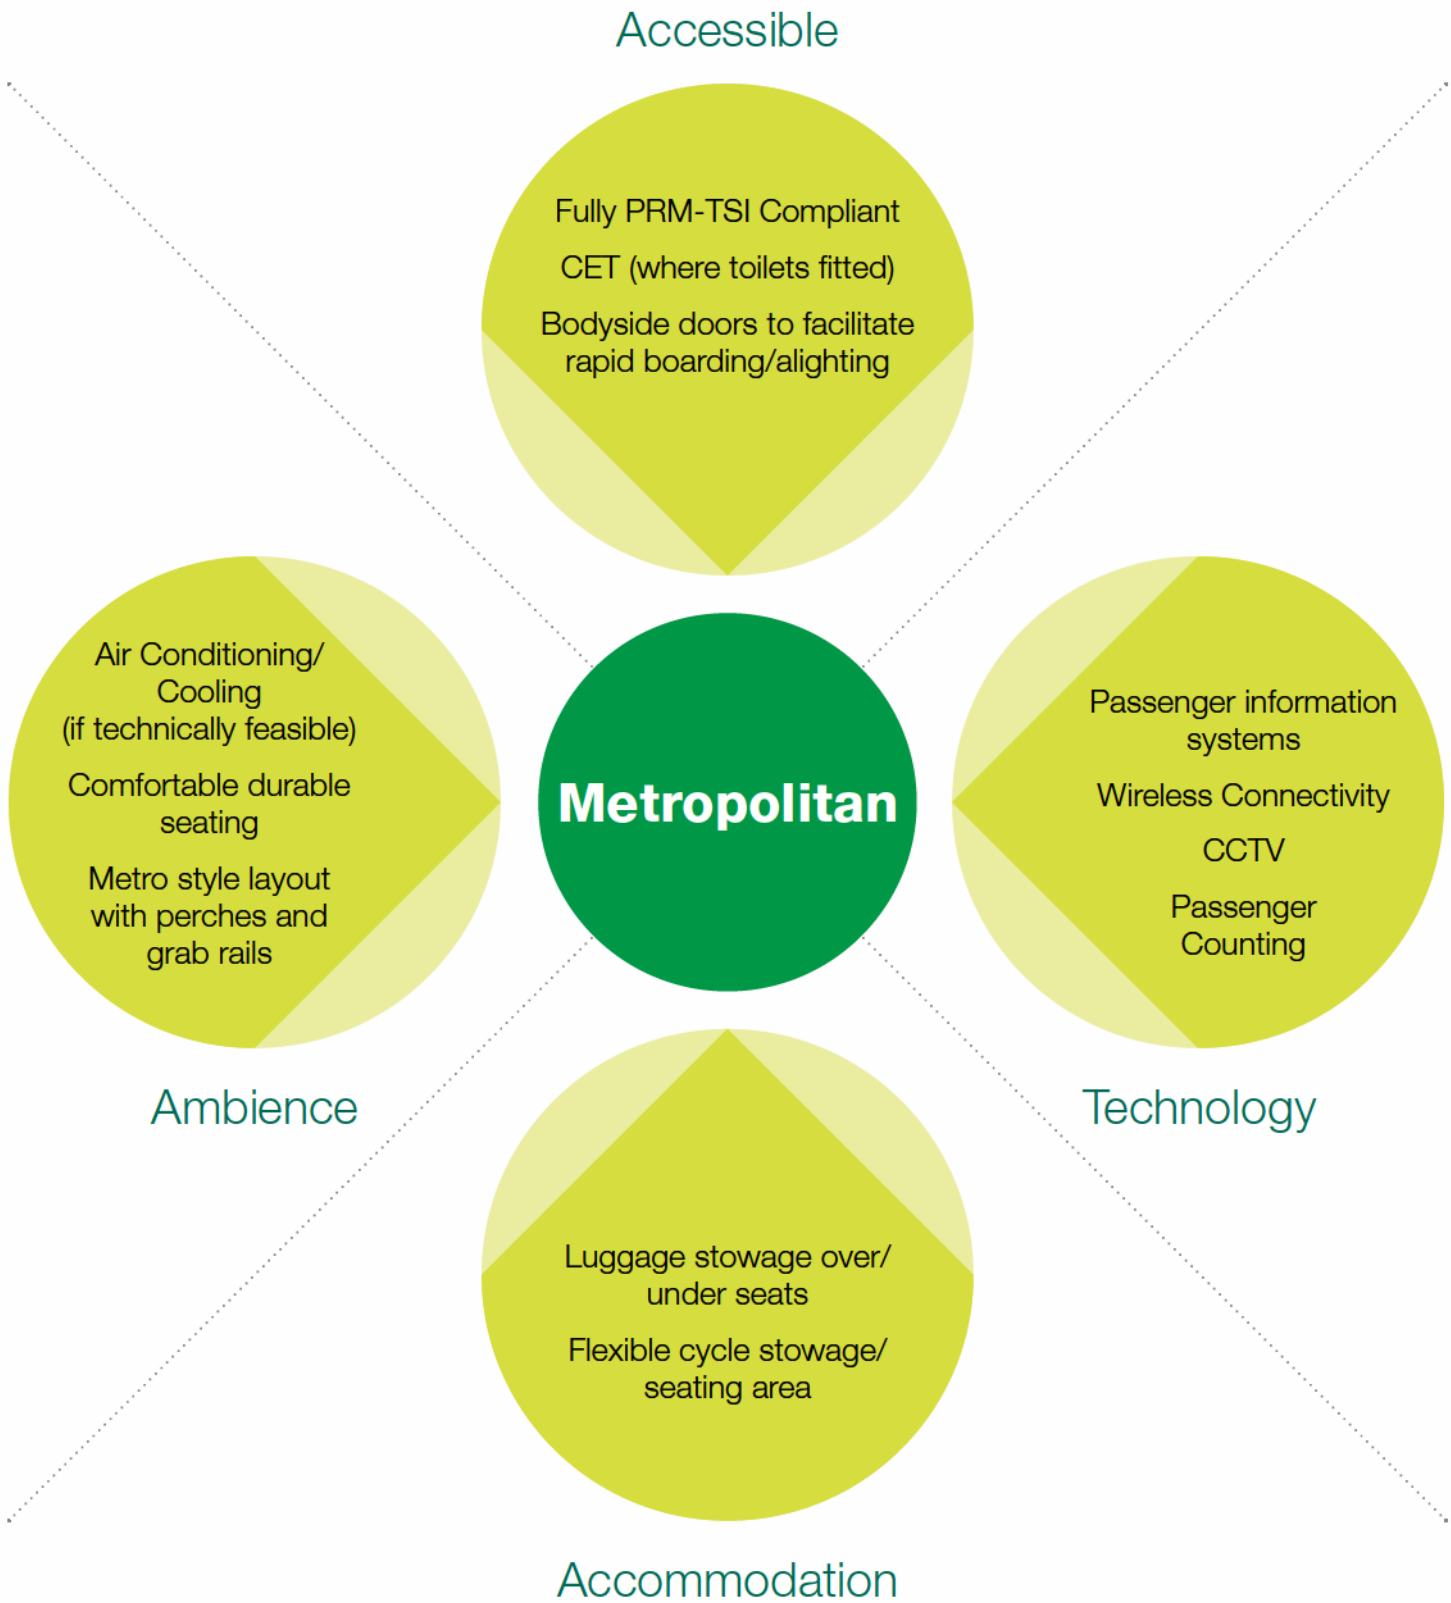 Accessible
Fully PRM-TSI Compliant
CET (where toilets fitted)
Bodyside doors to facilitate
rapid boarding/alighting
Air Conditioning/
Cooling
(if technically feasible)
Comfortable durable
seating
Metro style layout
with perches and
grab rails
Ambience
Metropolitan
Passenger information
systems
Wireless Connectivity
CCTV
Passenger
Counting
Technology
Luggage stowage over/
under seats
Flexible cycle stowage/
seating area
Accommodation